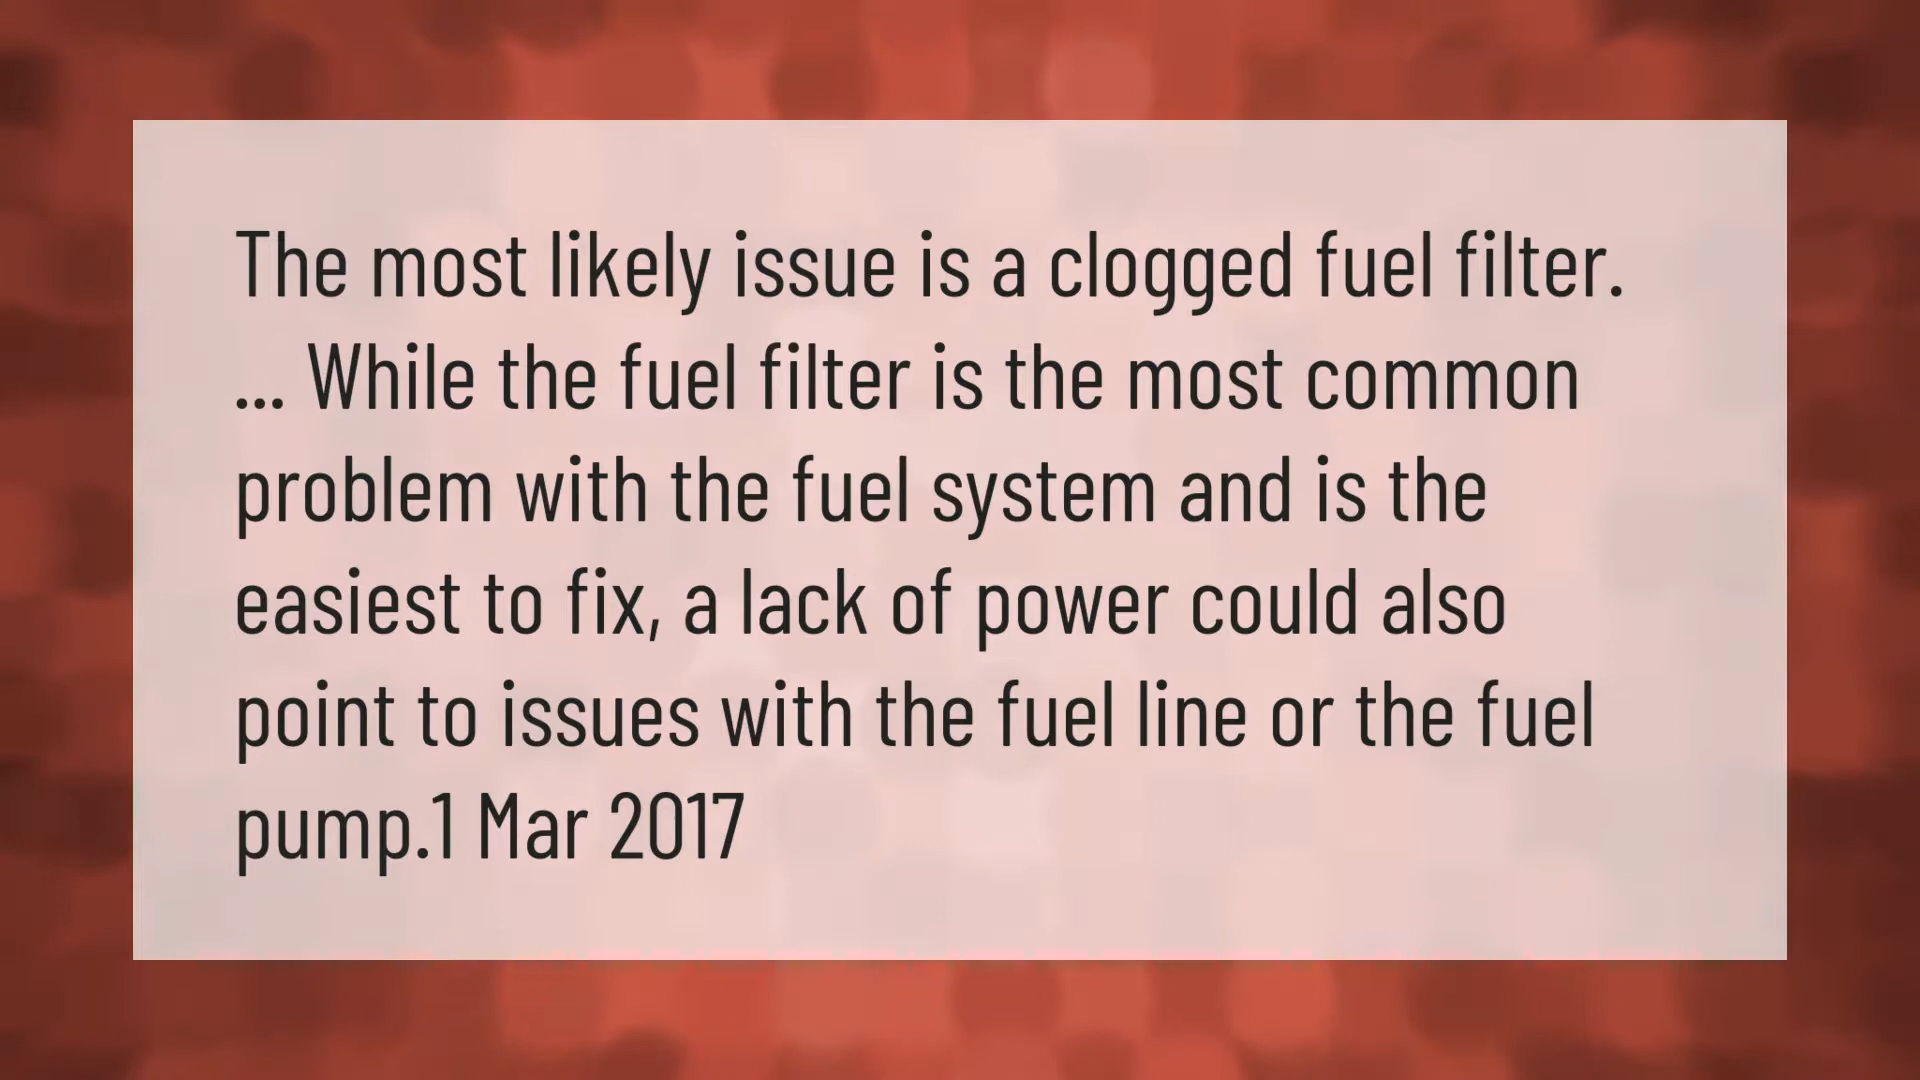 The most likely issue is a clogged fuel filter.
... While the fuel filter is the most common
problem with the fuel system and is the
easiest to fix, a lack of power could also
point to issues with the fuel line or the fuel
pump.1 Mar 2017